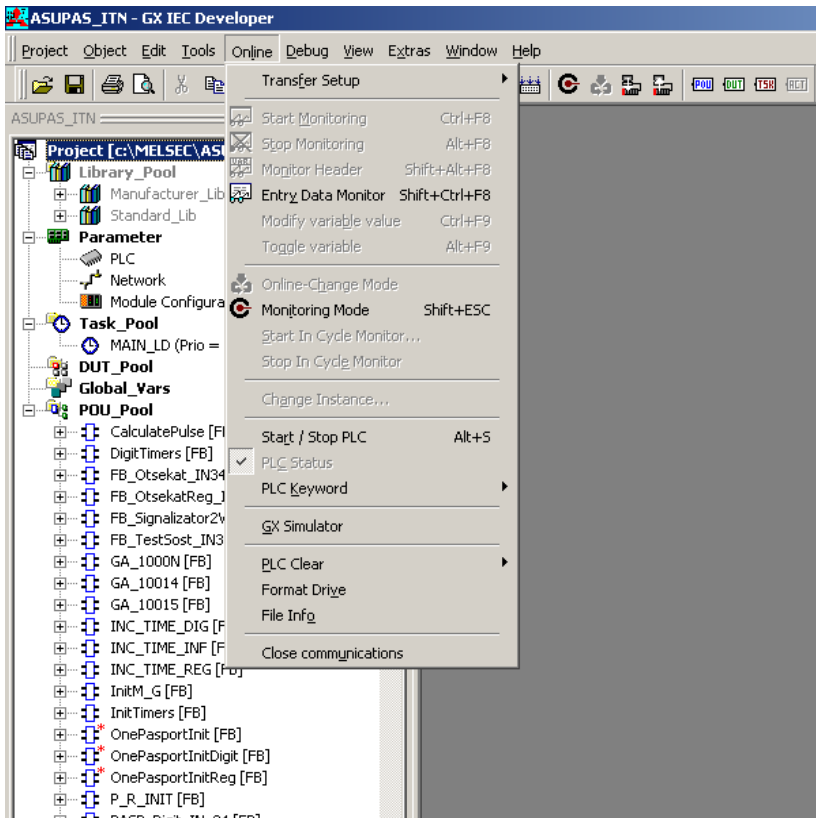 ASUPAS_ITN - GX IEC Developer
Project Object Edit Tools Online Debug View Extras Window Help
POU DUT TSK ACT
ASUPAS_ITN
Project [c:\MELSEC\AS
Library_Pool
Manufacturer_Lib
Standard_Lib
Parameter
PLC
Network
Module Configura
Task_Pool
MAIN_LD (Prio =
DUT_Pool
Global_Vars
POU_Pool
CalculatePulse [F
DigitTimers [FB]
FB_Otsekat_IN34
FB_OtsekatReg_I
FB_Signalizator2V
FB_TestSost_IN3
GA_1000N [FB]
GA_10014 [FB]
GA_10015 [FB]
INC_TIME_DIG [F
INC_TIME_INF [F
INC_TIME_REG [FB]
InitM_G [FB]
InitTimers [FB]
OnePasportInit [FB]
OnePasportInitDigit [FB]
OnePasportInitReg [FB]
P_R_INIT [FB]
Transfer Setup
Start Monitoring Ctrl+F8
Stop Monitoring Alt+F8
Monitor Header Shift+Alt+F8
Entry Data Monitor Shift+Ctrl+F8
Modify variable value Ctrl+F9
Toggle variable Alt+F9
Online-Change Mode
Monitoring Mode Shift+ESC
Start In Cycle Monitor...
Stop In Cycle Monitor
Change Instance...
Start / Stop PLC Alt+S
PLC Status
PLC Keyword
GX Simulator
PLC Clear
Format Drive
File Info
Close communications